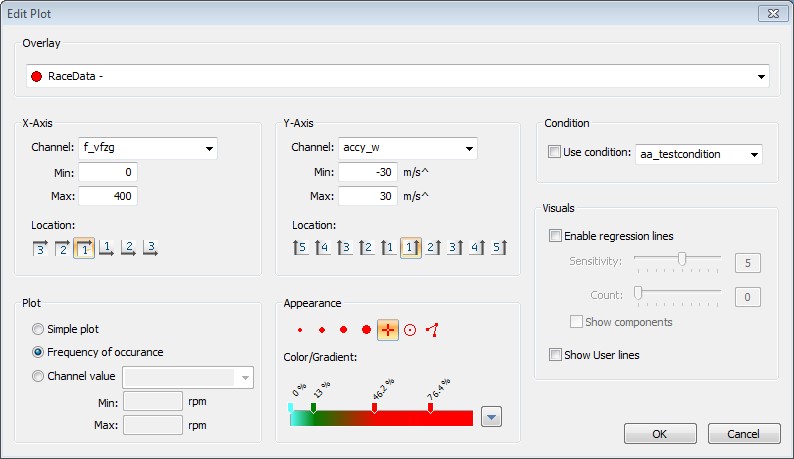 Edit Plot
Overlay
RaceData -
X-Axis
Channel: f_vfzg
Min: 0
Max: 400
Location:
3 2 1 1 2 3
Y-Axis
Channel: accy_w
Min: -30 m/s^
Max: 30 m/s^
Location:
5 4 3 2 1 1 2 3 4 5
Condition
Use condition: aa_testcondition
Visuals
Enable regression lines
Sensitivity: 5
Count: 0
Show components
Show User lines
Plot
Simple plot
Frequency of occurance
Channel value
Min: rpm
Max: rpm
Appearance
Color/Gradient:
0 % 13 % 46.2 % 76.4 %
OK Cancel